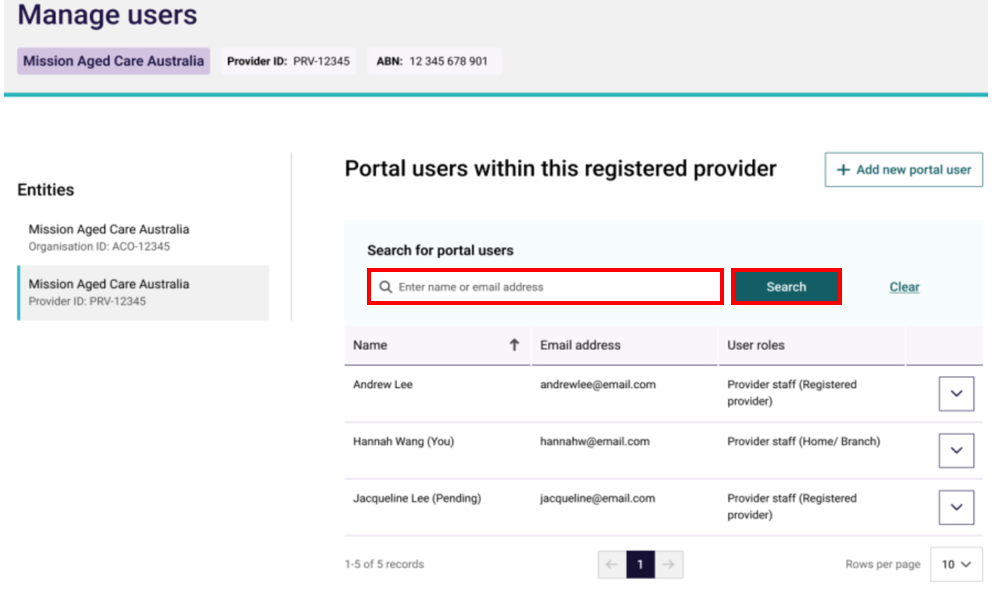 Manage users
Mission Aged Care Australia Provider ID: PRV-12345 ABN: 12 345 678 901
Entities
Mission Aged Care Australia
Organisation ID: ACO-12345
Mission Aged Care Australia
Provider ID: PRV-12345
Portal users within this registered provider
+ Add new portal user
Search for portal users
Enter name or email address Search Clear
Name ↑ Email address User roles
Andrew Lee andrewlee@email.com Provider staff (Registered
provider)
Hannah Wang (You) hannahw@email.com Provider staff (Home/ Branch)
Jacqueline Lee (Pending) jacqueline@email.com Provider staff (Registered
provider)
1-5 of 5 records ← 1 → Rows per page 10